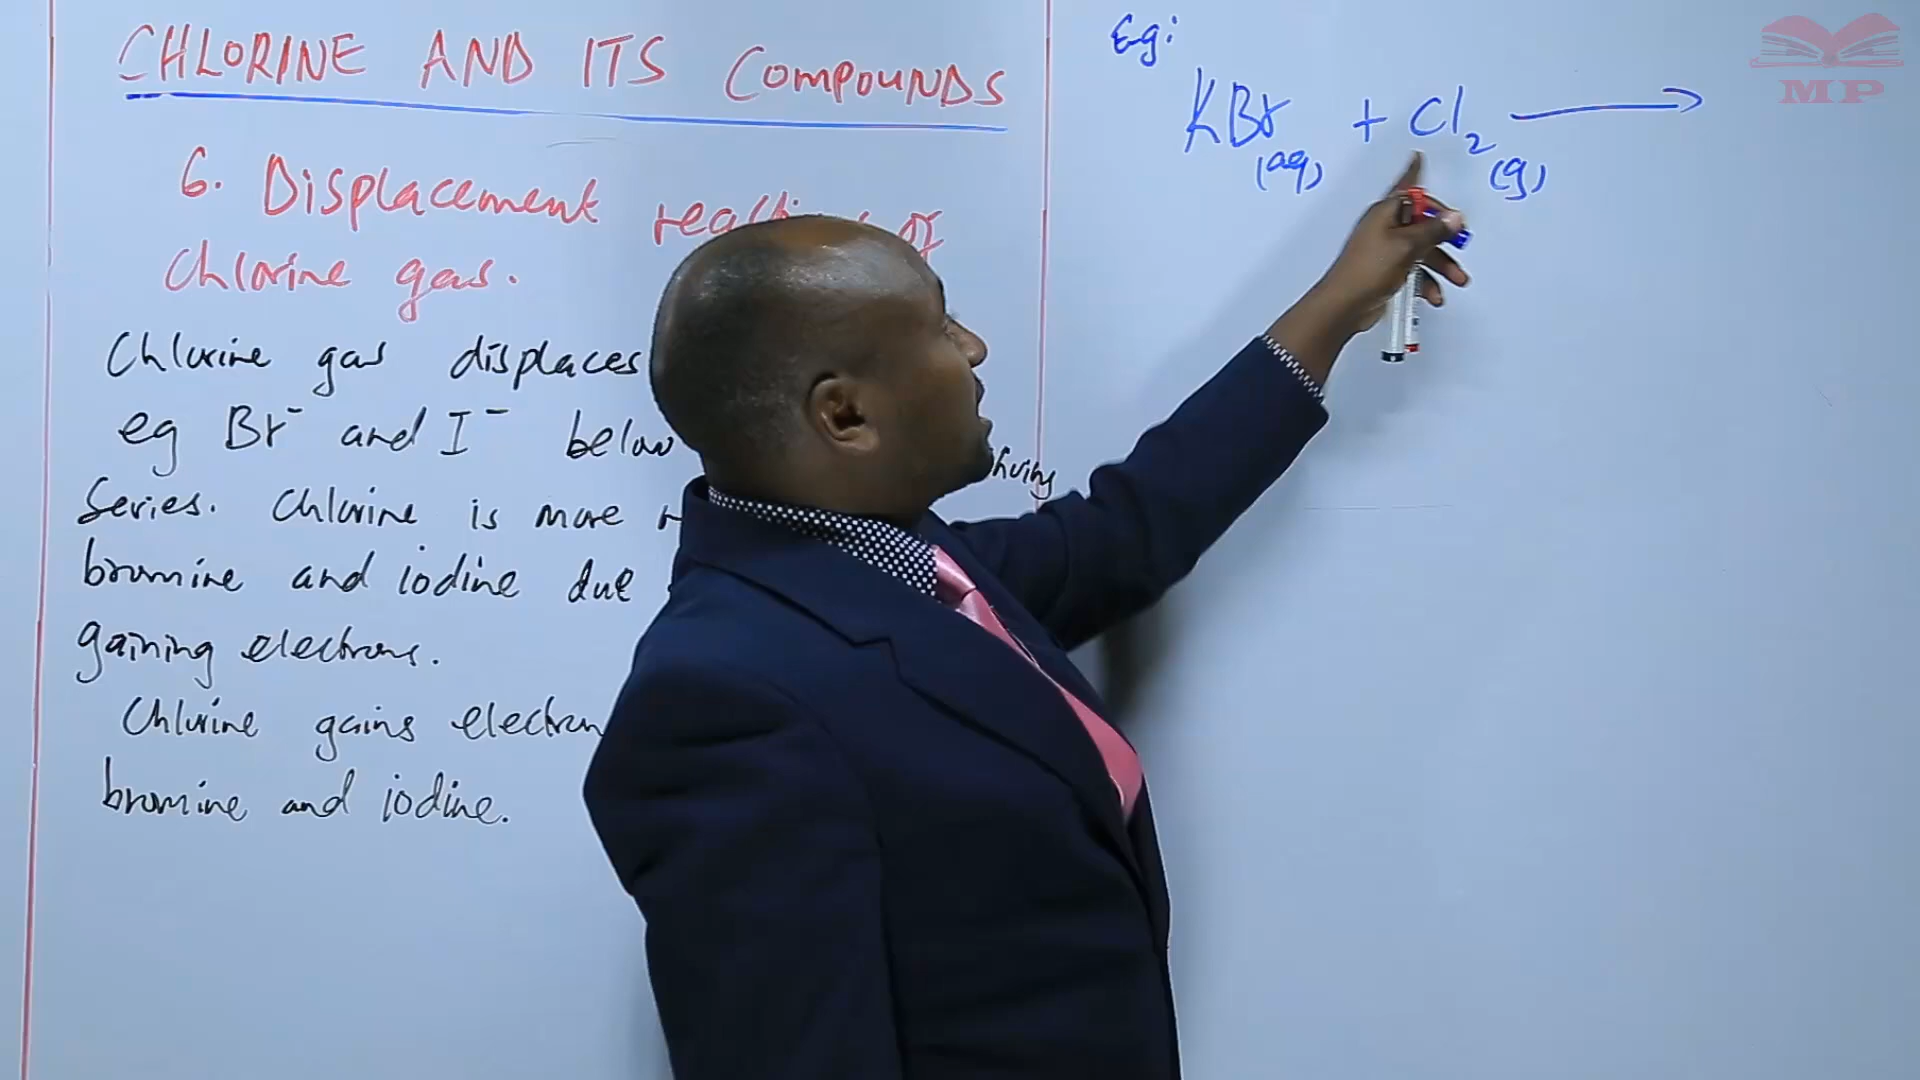 CHLORINE AND ITS COMPOUNDS
6. Displacement of
Chlorine gas.
Chlorine gas displaces
eg Br⁻ and I⁻ below
Series. Chlorine is more
bromine and iodine due
gaining electrons.
Chlorine gains electron
bromine and iodine.
E.g:
KBr(aq) + Cl₂(g) ⟶
MP